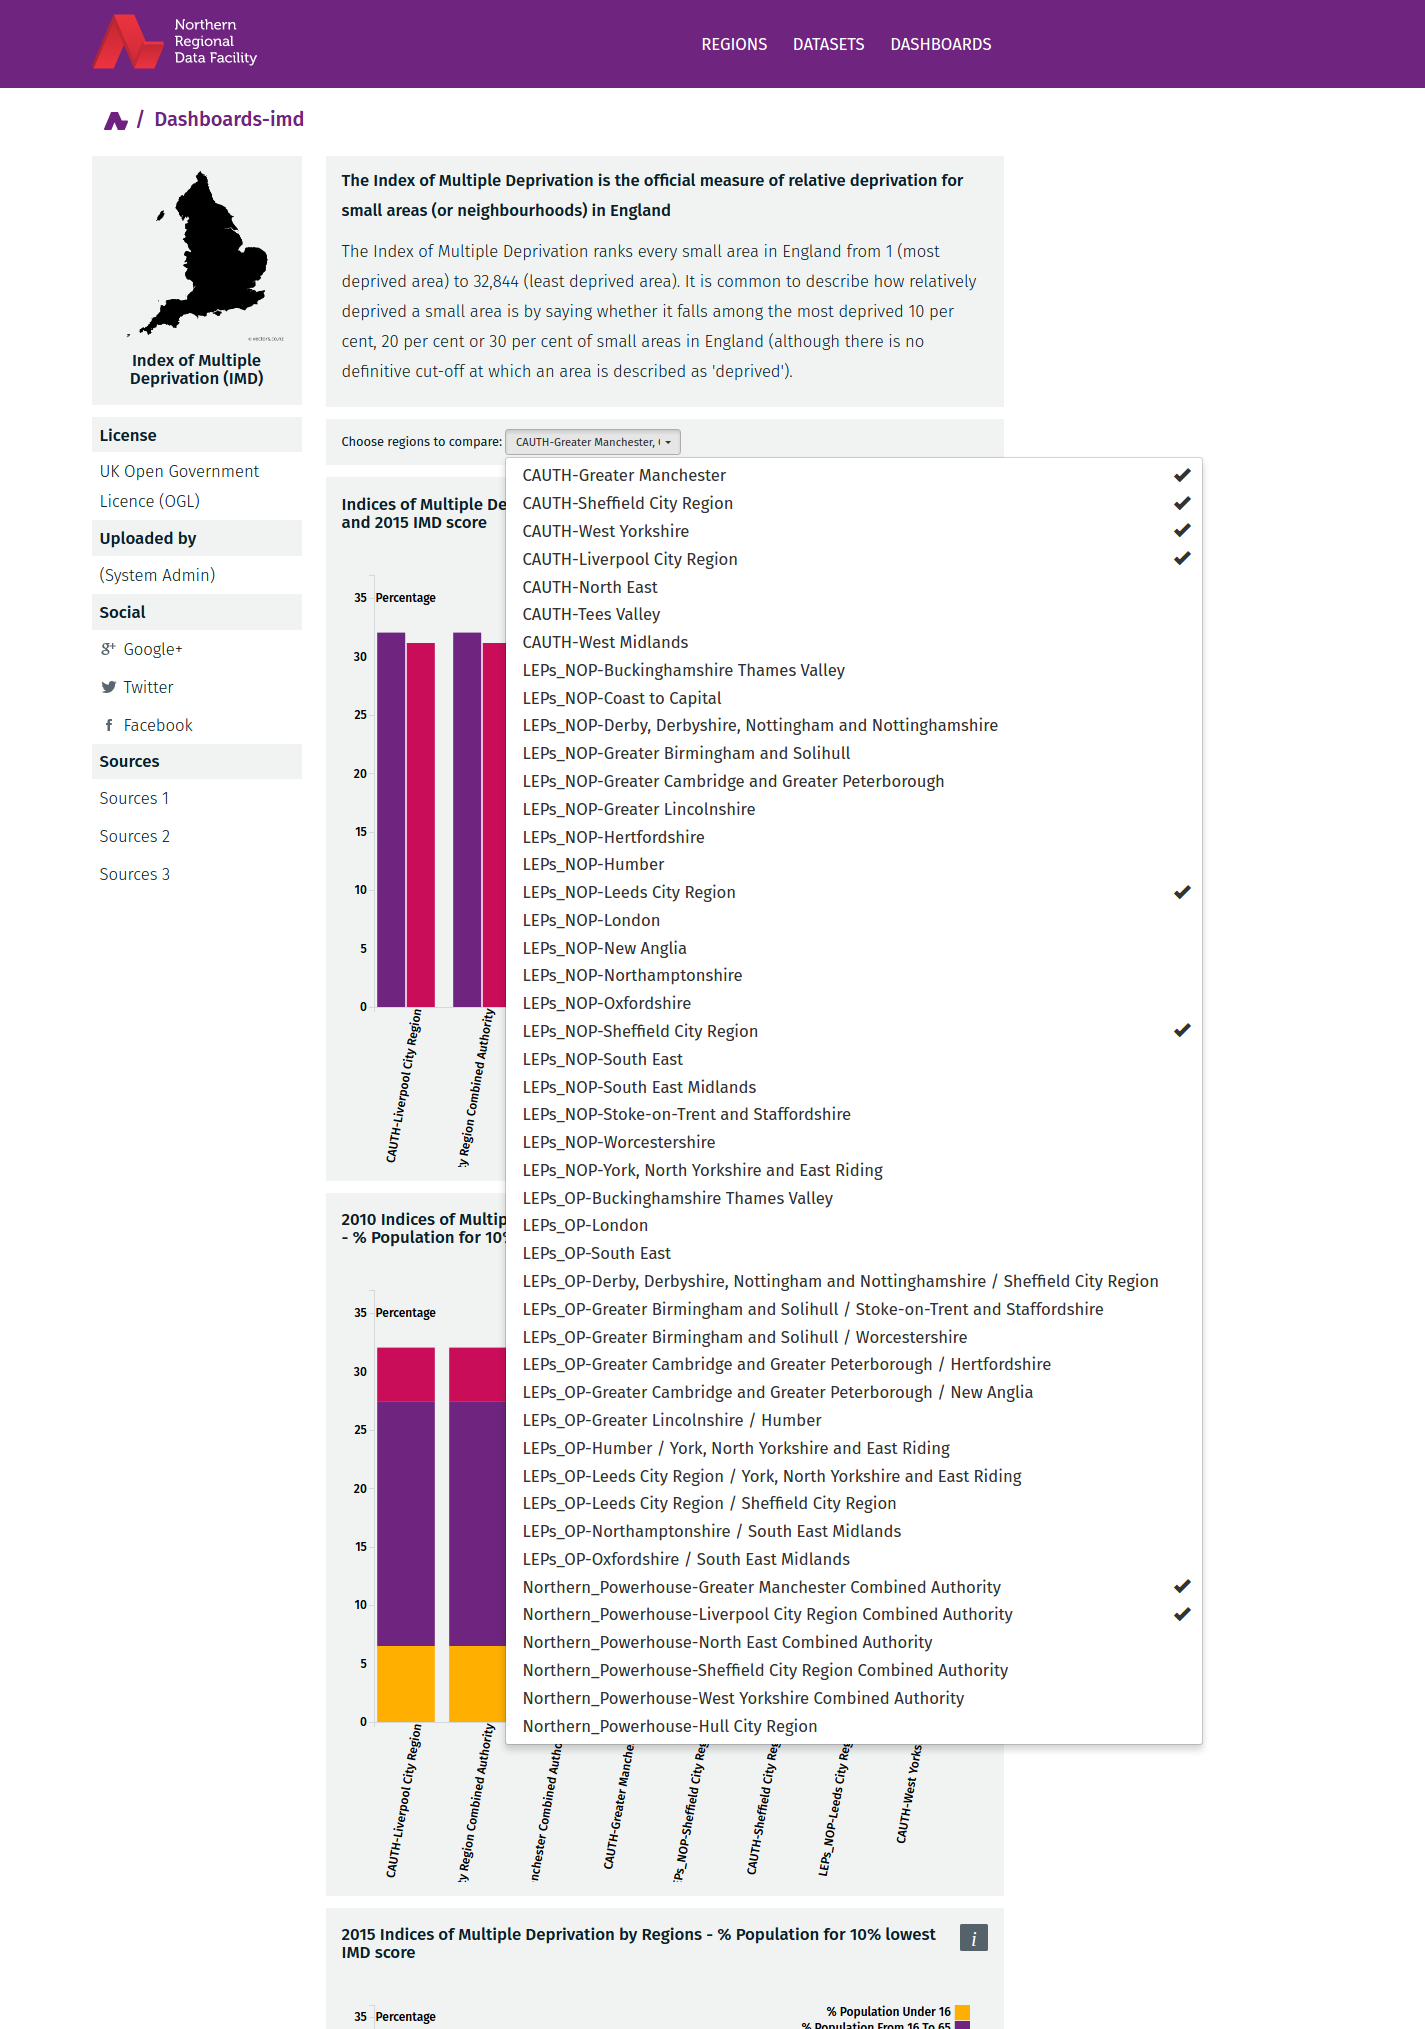 Northern
Regional
Data Facility
REGIONS DATASETS DASHBOARDS
/ Dashboards-imd
© vectors.co.nz
Index of Multiple
Deprivation (IMD)
License
UK Open Government
Licence (OGL)
Uploaded by
(System Admin)
Social
Google+
Twitter
Facebook
Sources
Sources 1
Sources 2
Sources 3
The Index of Multiple Deprivation is the official measure of relative deprivation for
small areas (or neighbourhoods) in England
The Index of Multiple Deprivation ranks every small area in England from 1 (most
deprived area) to 32,844 (least deprived area). It is common to describe how relatively
deprived a small area is by saying whether it falls among the most deprived 10 per
cent, 20 per cent or 30 per cent of small areas in England (although there is no
definitive cut-off at which an area is described as 'deprived').
Choose regions to compare: CAUTH-Greater Manchester,
CAUTH-Greater Manchester
CAUTH-Sheffield City Region
CAUTH-West Yorkshire
CAUTH-Liverpool City Region
CAUTH-North East
CAUTH-Tees Valley
CAUTH-West Midlands
LEPs_NOP-Buckinghamshire Thames Valley
LEPs_NOP-Coast to Capital
LEPs_NOP-Derby, Derbyshire, Nottingham and Nottinghamshire
LEPs_NOP-Greater Birmingham and Solihull
LEPs_NOP-Greater Cambridge and Greater Peterborough
LEPs_NOP-Greater Lincolnshire
LEPs_NOP-Hertfordshire
LEPs_NOP-Humber
LEPs_NOP-Leeds City Region
LEPs_NOP-London
LEPs_NOP-New Anglia
LEPs_NOP-Northamptonshire
LEPs_NOP-Oxfordshire
LEPs_NOP-Sheffield City Region
LEPs_NOP-South East
LEPs_NOP-South East Midlands
LEPs_NOP-Stoke-on-Trent and Staffordshire
LEPs_NOP-Worcestershire
LEPs_NOP-York, North Yorkshire and East Riding
LEPs_OP-Buckinghamshire Thames Valley
LEPs_OP-London
LEPs_OP-South East
LEPs_OP-Derby, Derbyshire, Nottingham and Nottinghamshire / Sheffield City Region
LEPs_OP-Greater Birmingham and Solihull / Stoke-on-Trent and Staffordshire
LEPs_OP-Greater Birmingham and Solihull / Worcestershire
LEPs_OP-Greater Cambridge and Greater Peterborough / Hertfordshire
LEPs_OP-Greater Cambridge and Greater Peterborough / New Anglia
LEPs_OP-Greater Lincolnshire / Humber
LEPs_OP-Humber / York, North Yorkshire and East Riding
LEPs_OP-Leeds City Region / York, North Yorkshire and East Riding
LEPs_OP-Leeds City Region / Sheffield City Region
LEPs_OP-Northamptonshire / South East Midlands
LEPs_OP-Oxfordshire / South East Midlands
Northern_Powerhouse-Greater Manchester Combined Authority
Northern_Powerhouse-Liverpool City Region Combined Authority
Northern_Powerhouse-North East Combined Authority
Northern_Powerhouse-Sheffield City Region Combined Authority
Northern_Powerhouse-West Yorkshire Combined Authority
Northern_Powerhouse-Hull City Region
Indices of Multiple De
and 2015 IMD score
35 Percentage
30
25
20
15
10
5
0
CAUTH-Liverpool City Region
y Region Combined Authority
2010 Indices of Multip
- % Population for 10%
35 Percentage
30
25
20
15
10
5
0
CAUTH-Liverpool City Region
y Region Combined Authority
nchester Combined Autho
CAUTH-Greater Manche
EPs_NOP-Sheffield City Reg
CAUTH-Sheffield City Reg
LEPs_NOP-Leeds City Reg
CAUTH-West Yorks
2015 Indices of Multiple Deprivation by Regions - % Population for 10% lowest
IMD score
i
35 Percentage
% Population Under 16
% Population From 16 To 65